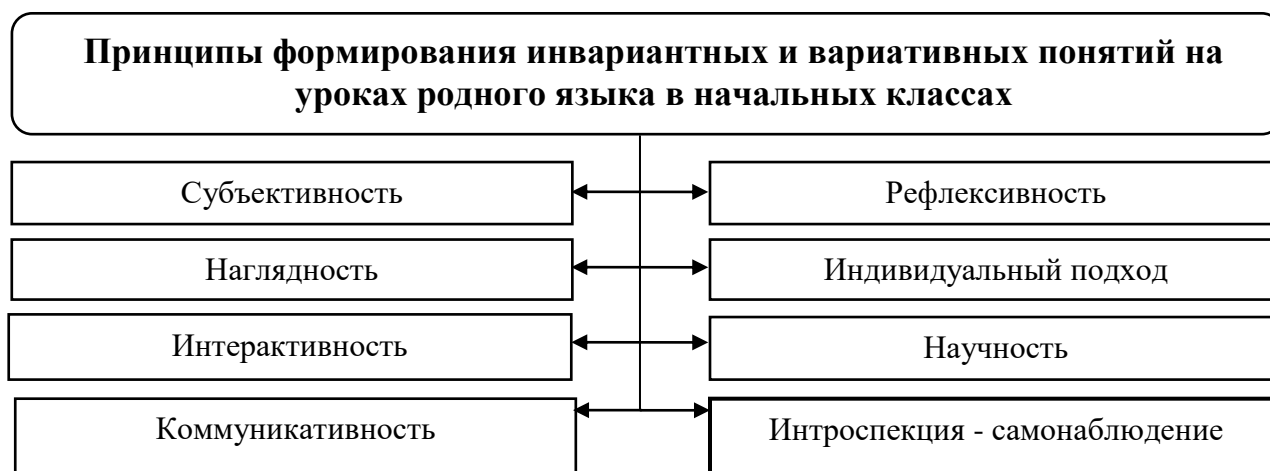 Принципы формирования инвариантных и вариативных понятий на
уроках родного языка в начальных классах
Субъективность
Рефлексивность
Наглядность
Индивидуальный подход
Интерактивность
Научность
Коммуникативность
Интроспекция - самонаблюдение